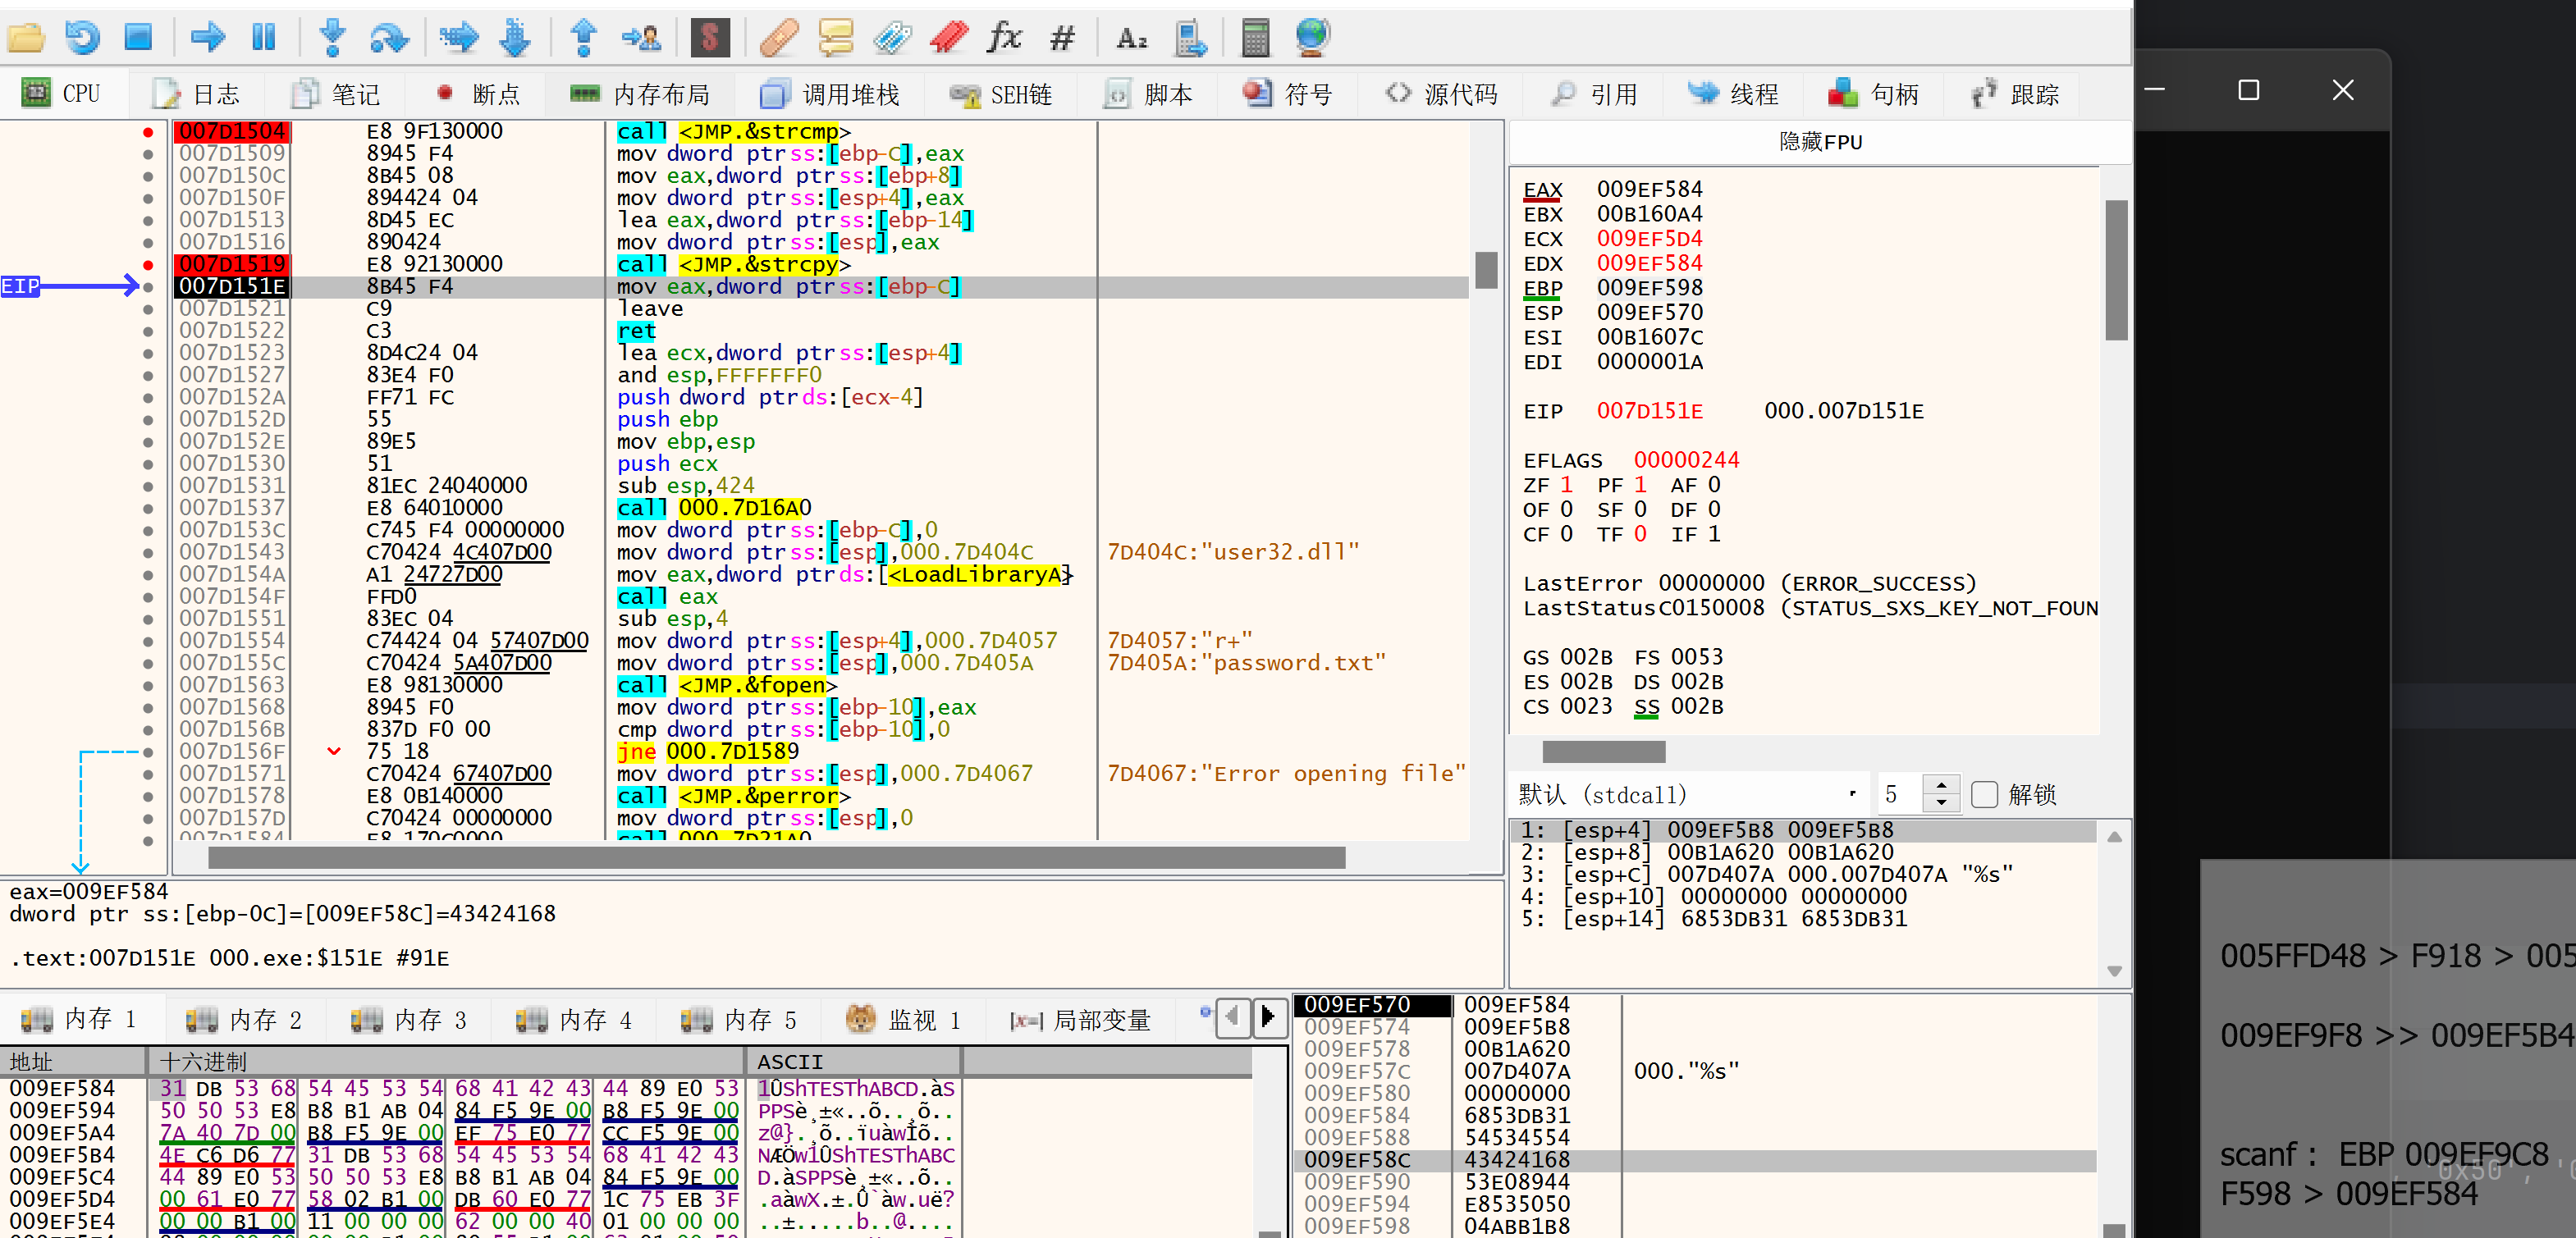 S fx # A₂
CPU 日志 笔记 断点 内存布局 调用堆栈 SEH链 脚本 符号 源代码 引用 线程 句柄 跟踪
007D1504 E8 9F130000 call <JMP.&strcmp>
007D1509 8945 F4 mov dword ptr ss:[ebp-C],eax
007D150C 8B45 08 mov eax,dword ptr ss:[ebp+8]
007D150F 894424 04 mov dword ptr ss:[esp+4],eax
007D1513 8D45 EC lea eax,dword ptr ss:[ebp-14]
007D1516 890424 mov dword ptr ss:[esp],eax
007D1519 E8 92130000 call <JMP.&strcpy>
EIP 007D151E 8B45 F4 mov eax,dword ptr ss:[ebp-C]
007D1521 C9 leave
007D1522 C3 ret
007D1523 8D4C24 04 lea ecx,dword ptr ss:[esp+4]
007D1527 83E4 F0 and esp,FFFFFFF0
007D152A FF71 FC push dword ptr ds:[ecx-4]
007D152D 55 push ebp
007D152E 89E5 mov ebp,esp
007D1530 51 push ecx
007D1531 81EC 24040000 sub esp,424
007D1537 E8 64010000 call 000.7D16A0
007D153C C745 F4 00000000 mov dword ptr ss:[ebp-C],0
007D1543 C70424 4C407D00 mov dword ptr ss:[esp],000.7D404C 7D404C:"user32.dll"
007D154A A1 24727D00 mov eax,dword ptr ds:[<LoadLibraryA>
007D154F FFD0 call eax
007D1551 83EC 04 sub esp,4
007D1554 C74424 04 57407D00 mov dword ptr ss:[esp+4],000.7D4057 7D4057:"r+"
007D155C C70424 5A407D00 mov dword ptr ss:[esp],000.7D405A 7D405A:"password.txt"
007D1563 E8 98130000 call <JMP.&fopen>
007D1568 8945 F0 mov dword ptr ss:[ebp-10],eax
007D156B 837D F0 00 cmp dword ptr ss:[ebp-10],0
007D156F 75 18 jne 000.7D1589
007D1571 C70424 67407D00 mov dword ptr ss:[esp],000.7D4067 7D4067:"Error opening file"
007D1578 E8 0B140000 call <JMP.&perror>
007D157D C70424 00000000 mov dword ptr ss:[esp],0
007D1584 E8 170C0000 call 000.7D21A0
隐藏FPU
EAX 009EF584
EBX 00B160A4
ECX 009EF5D4
EDX 009EF584
EBP 009EF598
ESP 009EF570
ESI 00B1607C
EDI 0000001A
EIP 007D151E 000.007D151E
EFLAGS 00000244
ZF 1 PF 1 AF 0
OF 0 SF 0 DF 0
CF 0 TF 0 IF 1
LastError 00000000 (ERROR_SUCCESS)
LastStatus C0150008 (STATUS_SXS_KEY_NOT_FOUN
GS 002B FS 0053
ES 002B DS 002B
CS 0023 SS 002B
默认 (stdcall) 5 解锁
1: [esp+4] 009EF5B8 009EF5B8
2: [esp+8] 00B1A620 00B1A620
3: [esp+C] 007D407A 000.007D407A "%s"
4: [esp+10] 00000000 00000000
5: [esp+14] 6853DB31 6853DB31
eax=009EF584
dword ptr ss:[ebp-0C]=[009EF58C]=43424168
.text:007D151E 000.exe:$151E #91E
内存 1 内存 2 内存 3 内存 4 内存 5 监视 1 [x=] 局部变量
地址 十六进制 ASCII
009EF584 31 DB 53 68 54 45 53 54 68 41 42 43 44 89 E0 53 1ÛShTESThABCD.àS
009EF594 50 50 53 E8 B8 B1 AB 04 84 F5 9E 00 B8 F5 9E 00 PPSè¸±«..õ..¸õ..
009EF5A4 7A 40 7D 00 B8 F5 9E 00 EF 75 E0 77 CC F5 9E 00 z@}.¸õ..ïuàwÌõ..
009EF5B4 4E C6 D6 77 31 DB 53 68 54 45 53 54 68 41 42 43 NÆÖw1ÛShTESThABC
009EF5C4 44 89 E0 53 50 50 53 E8 B8 B1 AB 04 84 F5 9E 00 D.àSPPSè¸±«..õ..
009EF5D4 00 61 E0 77 58 02 B1 00 DB 60 E0 77 1C 75 EB 3F .aàwX.±.Û`àw.uë?
009EF5E4 00 00 B1 00 11 00 00 00 62 00 00 40 01 00 00 00 ..±.....b..@....
009EF570 009EF584
009EF574 009EF5B8
009EF578 00B1A620
009EF57C 007D407A 000."%s"
009EF580 00000000
009EF584 6853DB31
009EF588 54534554
009EF58C 43424168
009EF590 53E08944
009EF594 E8535050
009EF598 04ABB1B8
005FFD48 > F918 > 005
009EF9F8 >> 009EF5B4
scanf : EBP 009EF9C8
, '0x50', '0
F598 > 009EF584